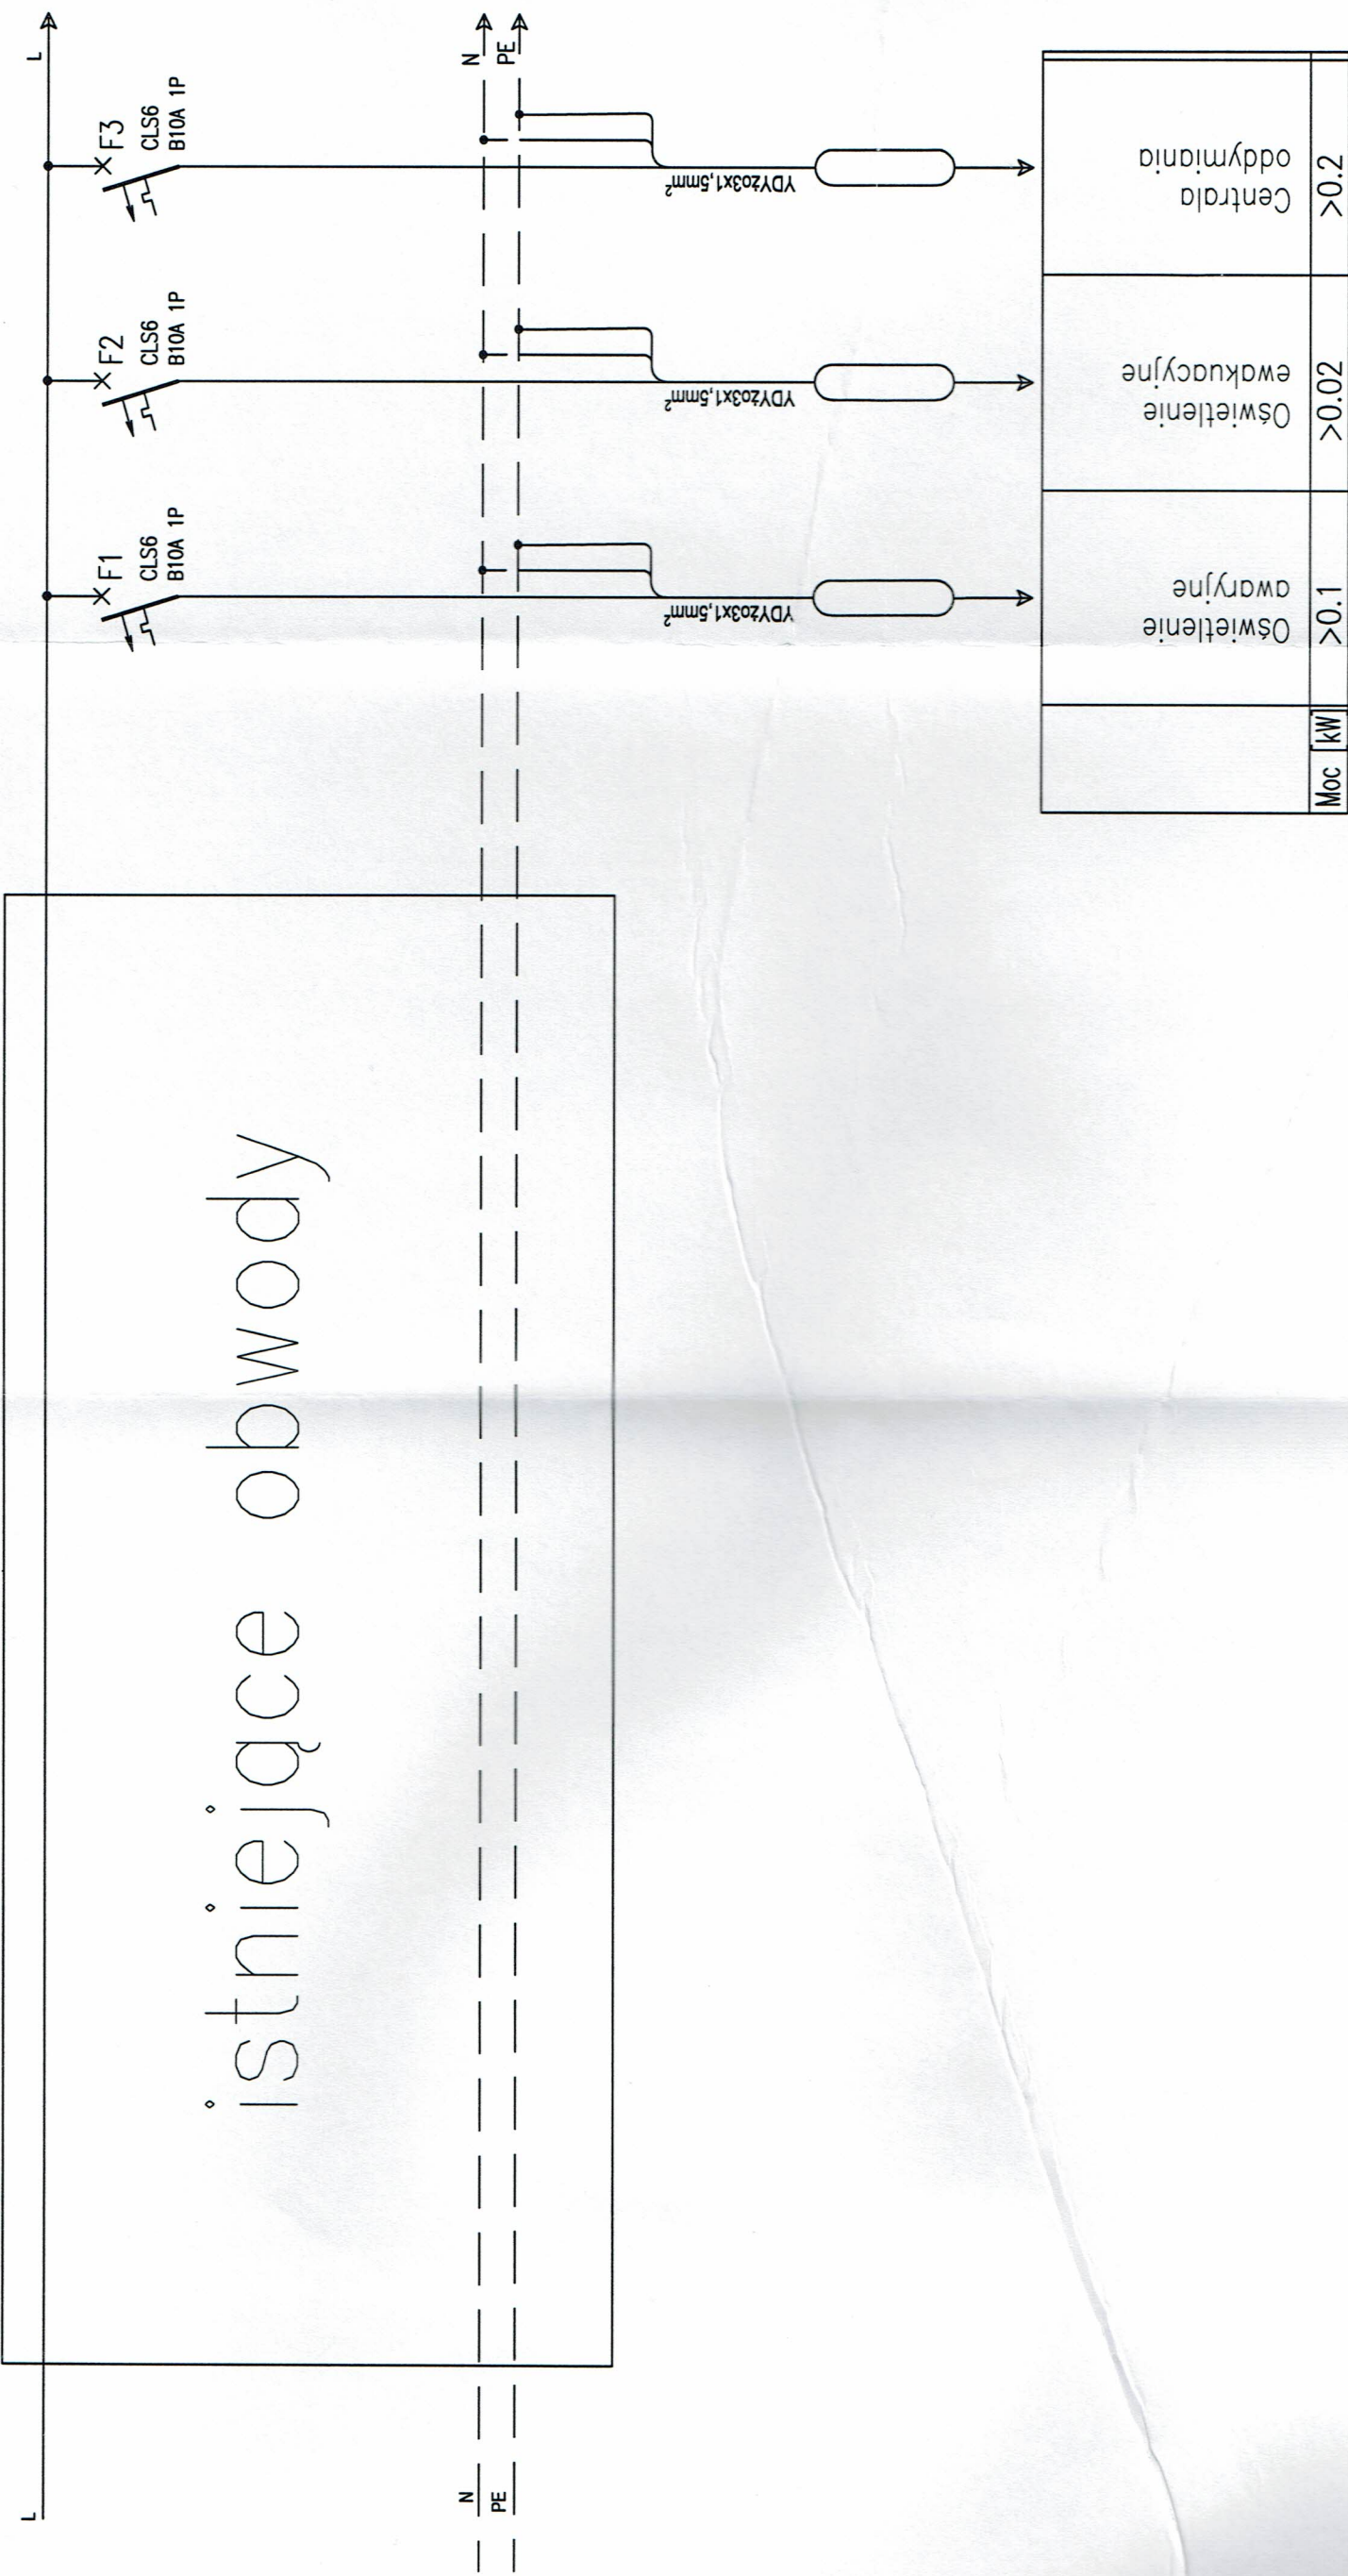 L
L
N
PE
N
PE
istniejące obwody
F1
CLS6
B10A 1P
F2
CLS6
B10A 1P
F3
CLS6
B10A 1P
YDYżo3x1,5mm²
YDYżo3x1,5mm²
YDYżo3x1,5mm²
Oświetlenie
awaryjne
Oświetlenie
ewakuacyjne
Centrala
oddymiania
Moc [kW]
>0.1
>0.02
>0.2